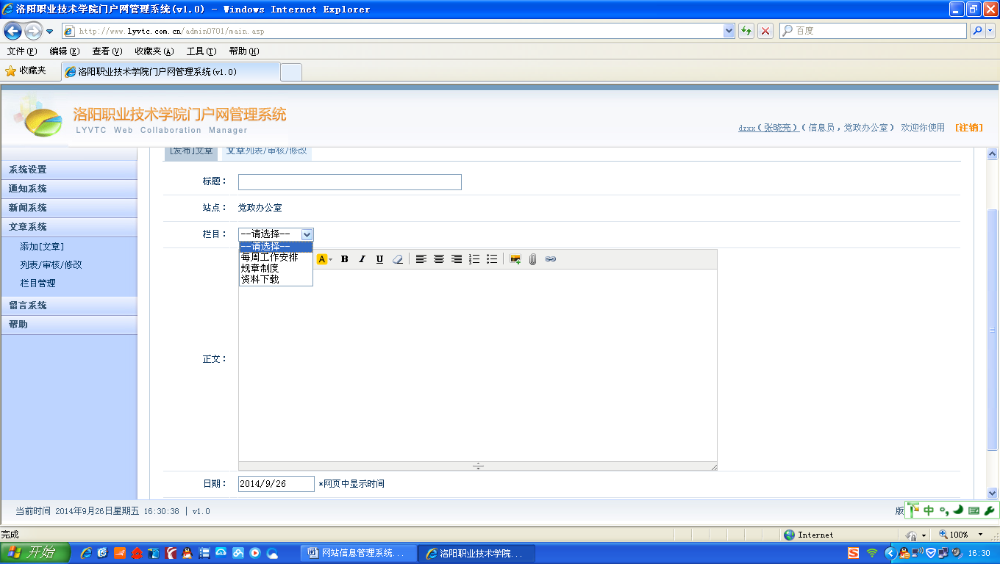 洛阳职业技术学院门户网管理系统(v1.0) - Windows Internet Explorer
http://www.lyvtc.com.cn/admin0701/main.asp
百度
文件(F) 编辑(E) 查看(V) 收藏夹(A) 工具(T) 帮助(H)
收藏夹 洛阳职业技术学院门户网管理系统(v1.0)
洛阳职业技术学院门户网管理系统
LYVTC Web Collaboration Manager
dzxx(张晓亮)(信息员,党政办公室) 欢迎你使用 [注销]
系统设置
通知系统
新闻系统
文章系统
添加[文章]
列表/审核/修改
栏目管理
留言系统
帮助
[发布]文章 文章列表/审核/修改
标题:
站点: 党政办公室
栏目: --请选择--
--请选择--
每周工作安排
规章制度
资料下载
A B I U
正文:
日期: 2014/9/26 *网页中显示时间
当前时间 2014年9月26日星期五 16:30:38 | v1.0
版
中
完成
Internet
100%
开始
网站信息管理系统...
洛阳职业技术学院...
16:30